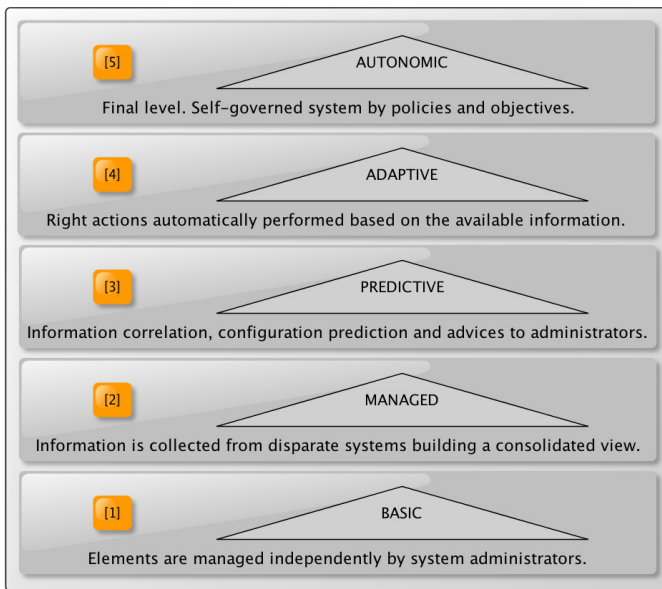 [5]
AUTONOMIC
Final level. Self-governed system by policies and objectives.
[4]
ADAPTIVE
Right actions automatically performed based on the available information.
[3]
PREDICTIVE
Information correlation, configuration prediction and advices to administrators.
[2]
MANAGED
Information is collected from disparate systems building a consolidated view.
[1]
BASIC
Elements are managed independently by system administrators.